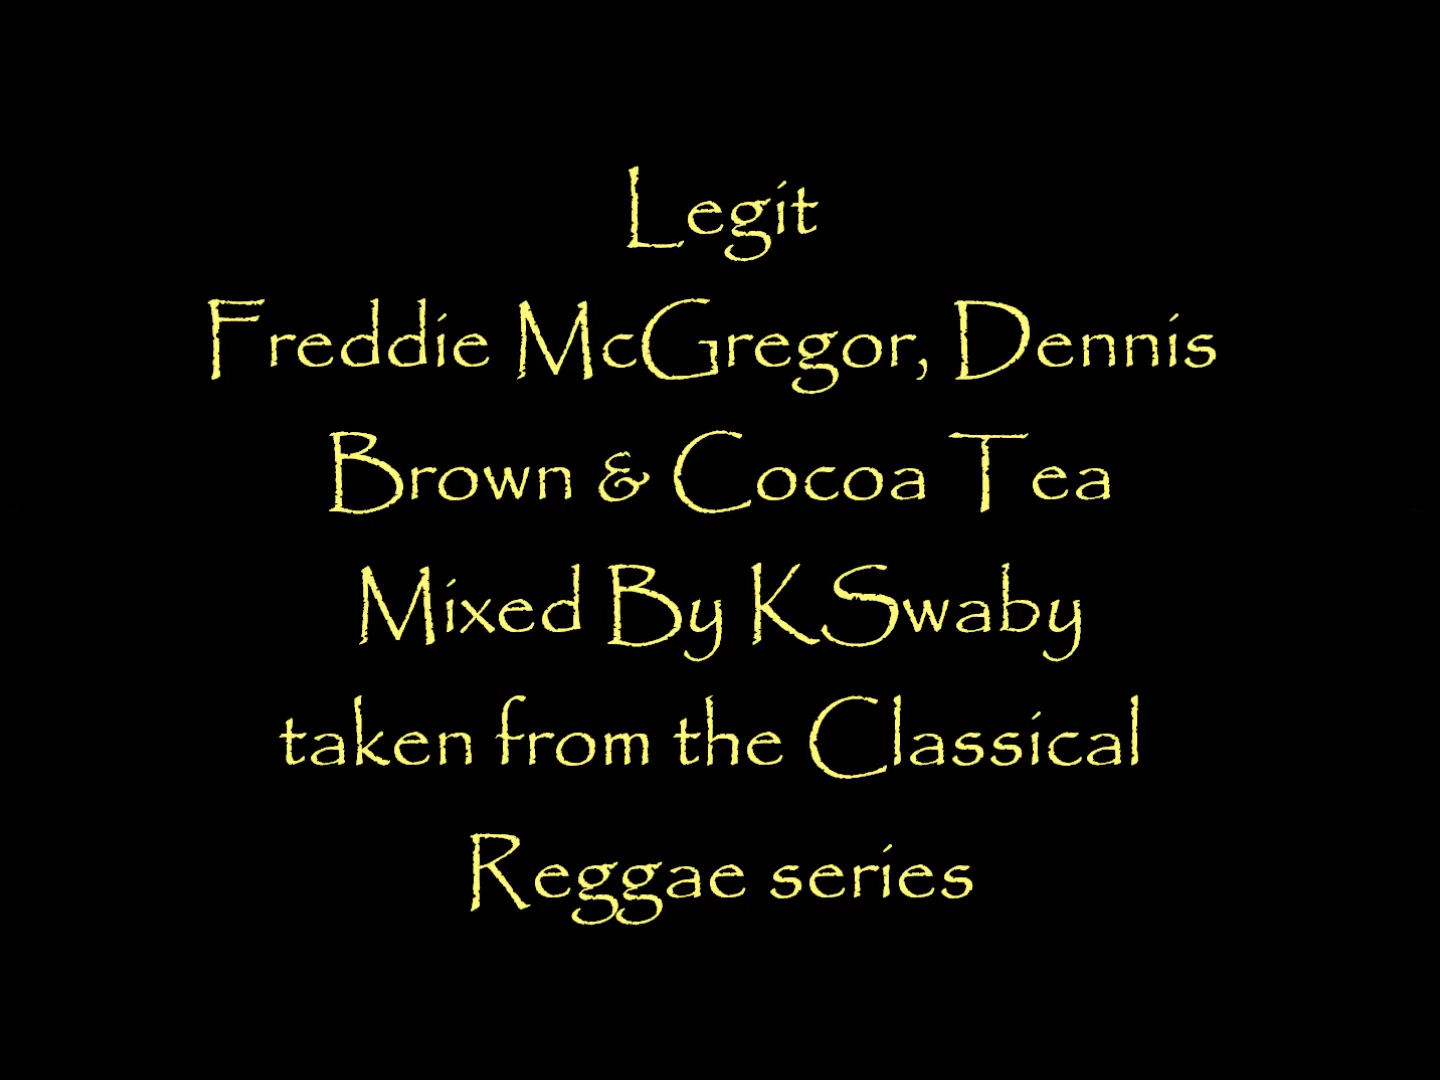 Legit
Freddie McGregor, Dennis
Brown & Cocoa Tea
Mixed By KSwaby
taken from the Classical
Reggae series